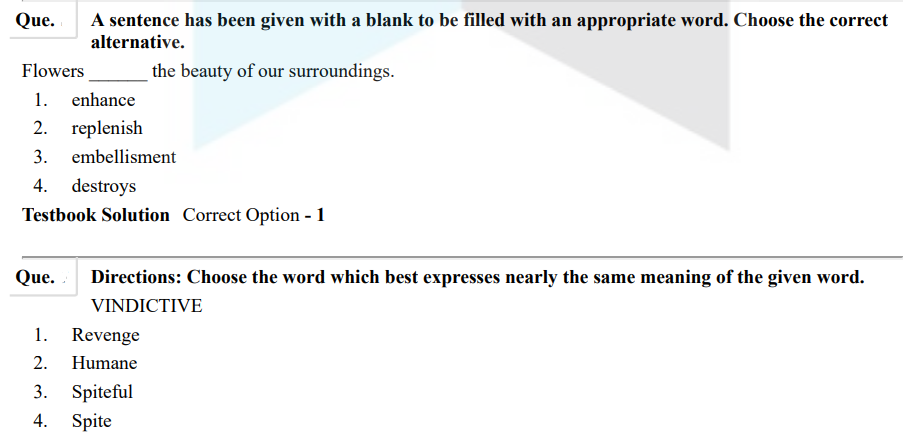 Que. A sentence has been given with a blank to be filled with an appropriate word. Choose the correct
alternative.
Flowers ______ the beauty of our surroundings.
1. enhance
2. replenish
3. embellisment
4. destroys
Testbook Solution Correct Option - 1
Que. Directions: Choose the word which best expresses nearly the same meaning of the given word.
VINDICTIVE
1. Revenge
2. Humane
3. Spiteful
4. Spite